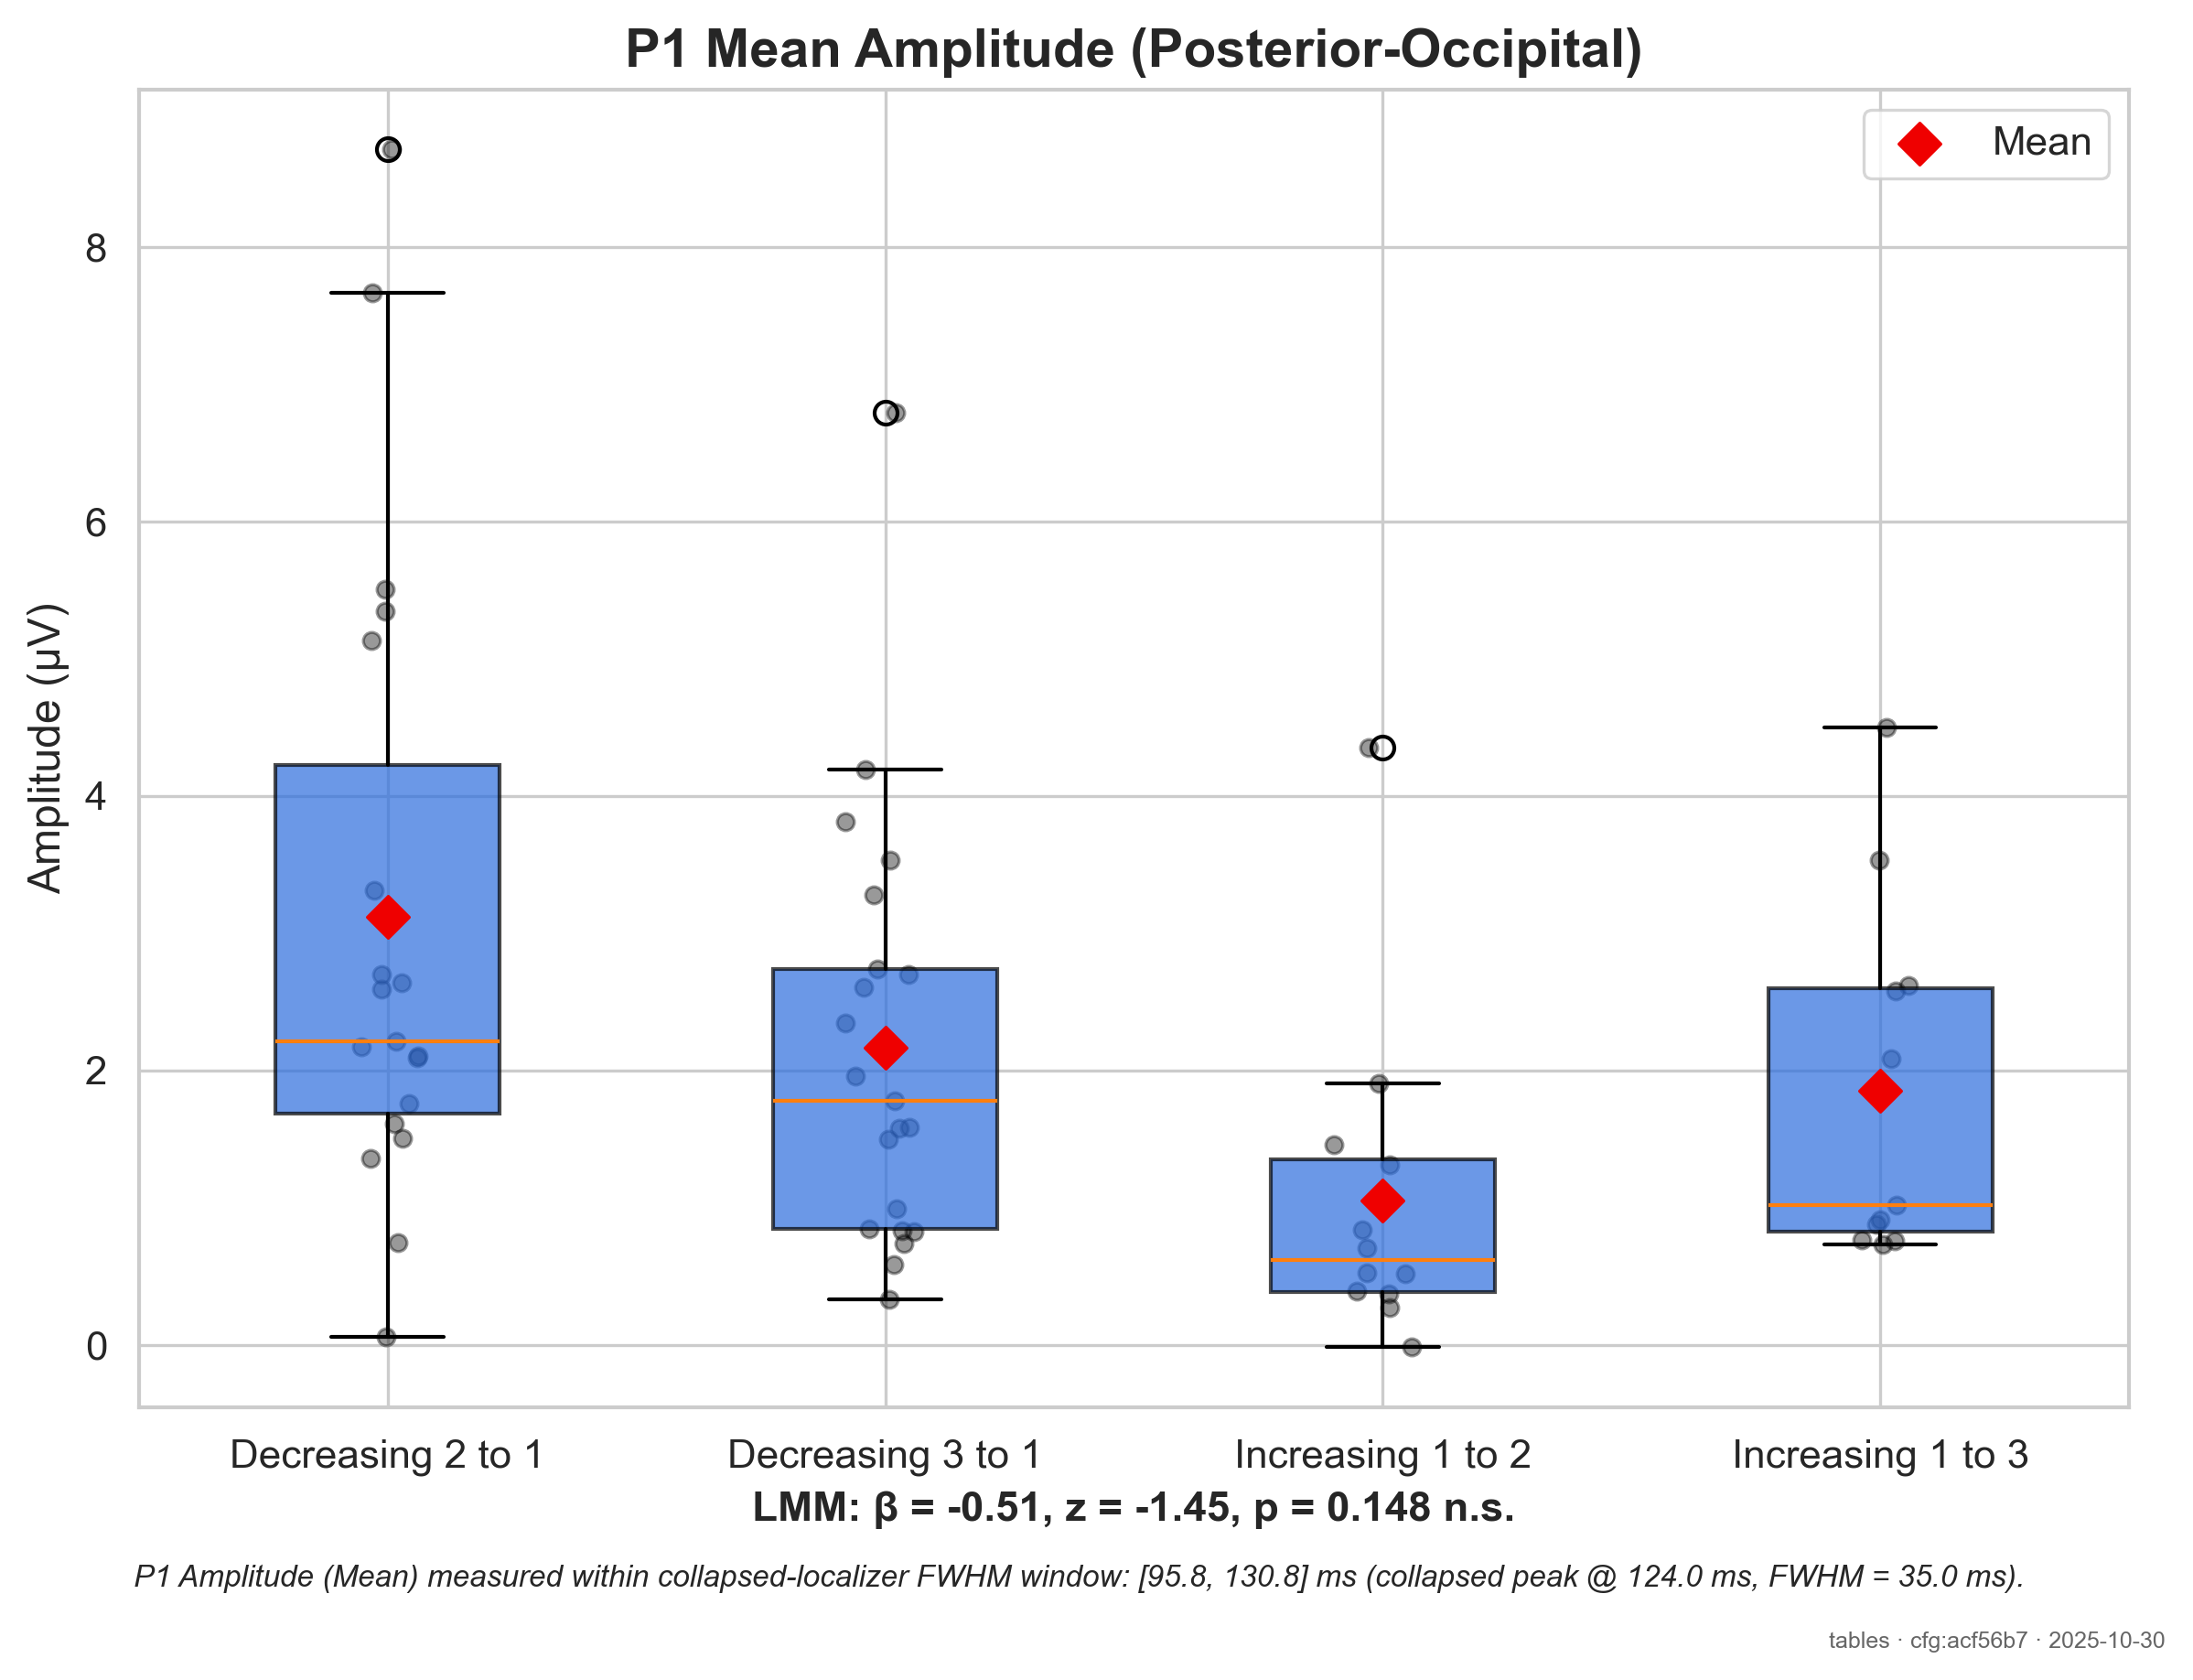 P1 Mean Amplitude (Posterior-Occipital)
Mean
8
6
4
2
0
Amplitude (µV)
Decreasing 2 to 1
Decreasing 3 to 1
Increasing 1 to 2
Increasing 1 to 3
LMM: β = -0.51, z = -1.45, p = 0.148 n.s.
P1 Amplitude (Mean) measured within collapsed-localizer FWHM window: [95.8, 130.8] ms (collapsed peak @ 124.0 ms, FWHM = 35.0 ms).
tables · cfg:acf56b7 · 2025-10-30